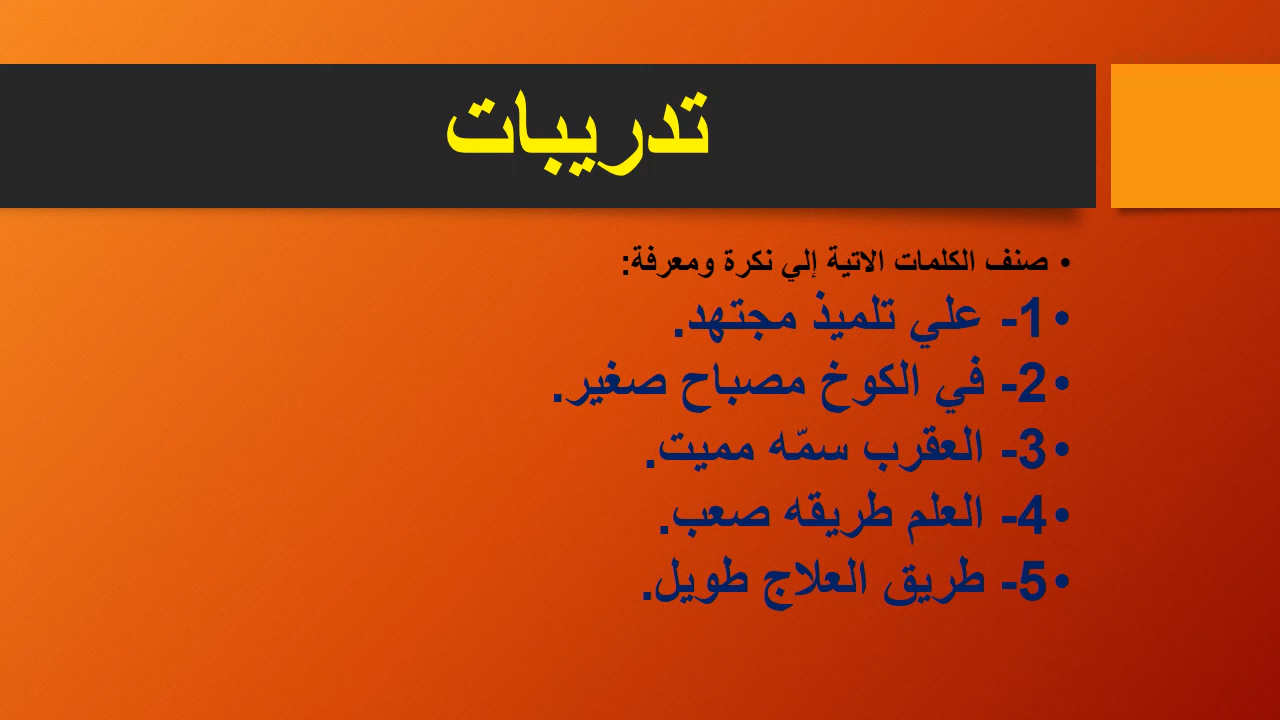 تدريبات
• صنف الكلمات الاتية إلي نكرة ومعرفة:
•1- علي تلميذ مجتهد.
•2- في الكوخ مصباح صغير.
•3- العقرب سمّه مميت.
•4- العلم طريقه صعب.
•5- طريق العلاج طويل.